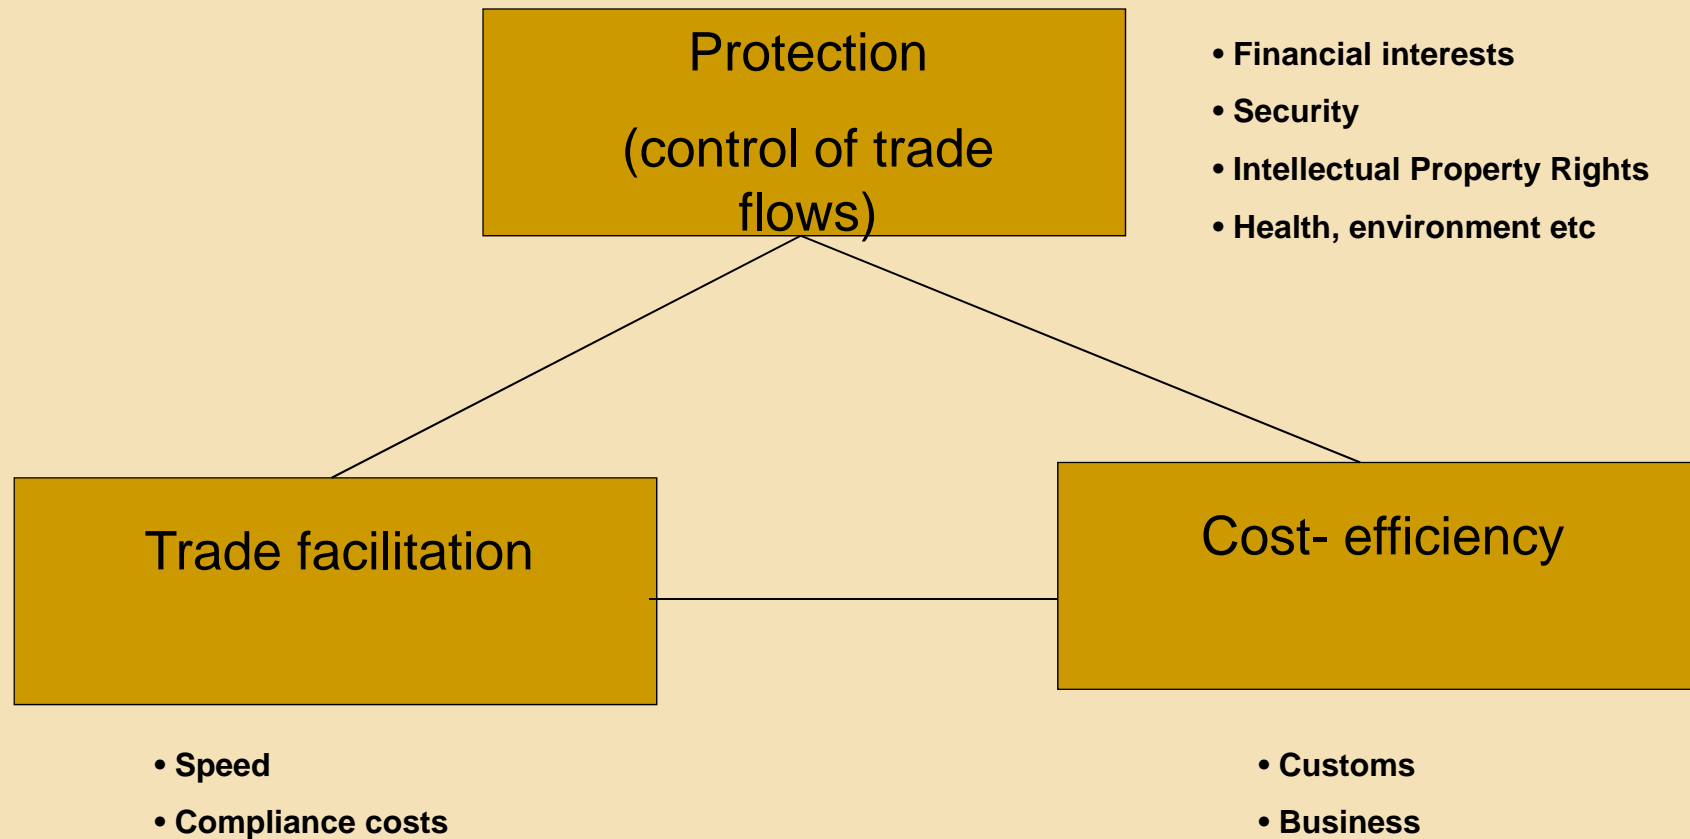 Protection
(control of trade
flows)
• Financial interests
• Security
• Intellectual Property Rights
• Health, environment etc
Trade facilitation
Cost- efficiency
• Speed
• Compliance costs
• Customs
• Business